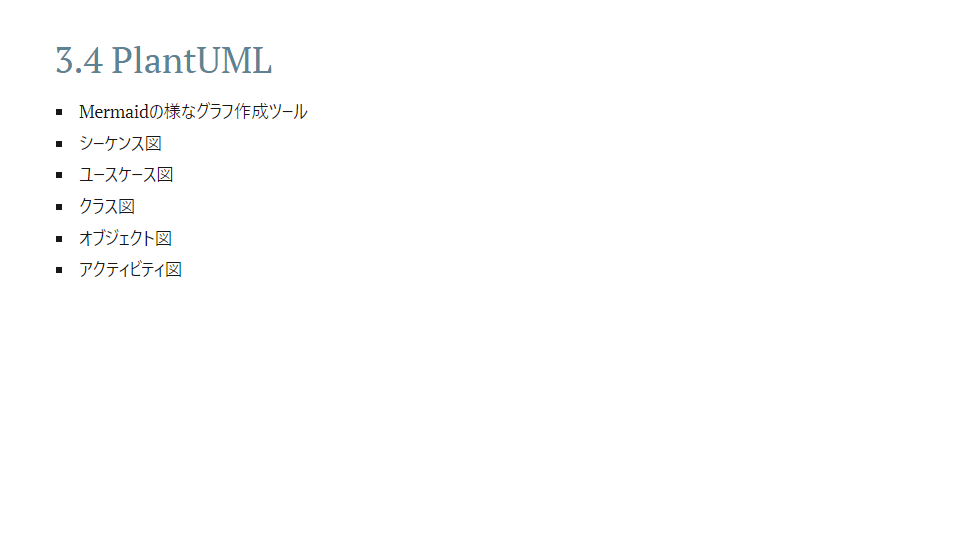 3.4 PlantUML
▪ Mermaidの様なグラフ作成ツール
▪ シーケンス図
▪ ユースケース図
▪ クラス図
▪ オブジェクト図
▪ アクティビティ図